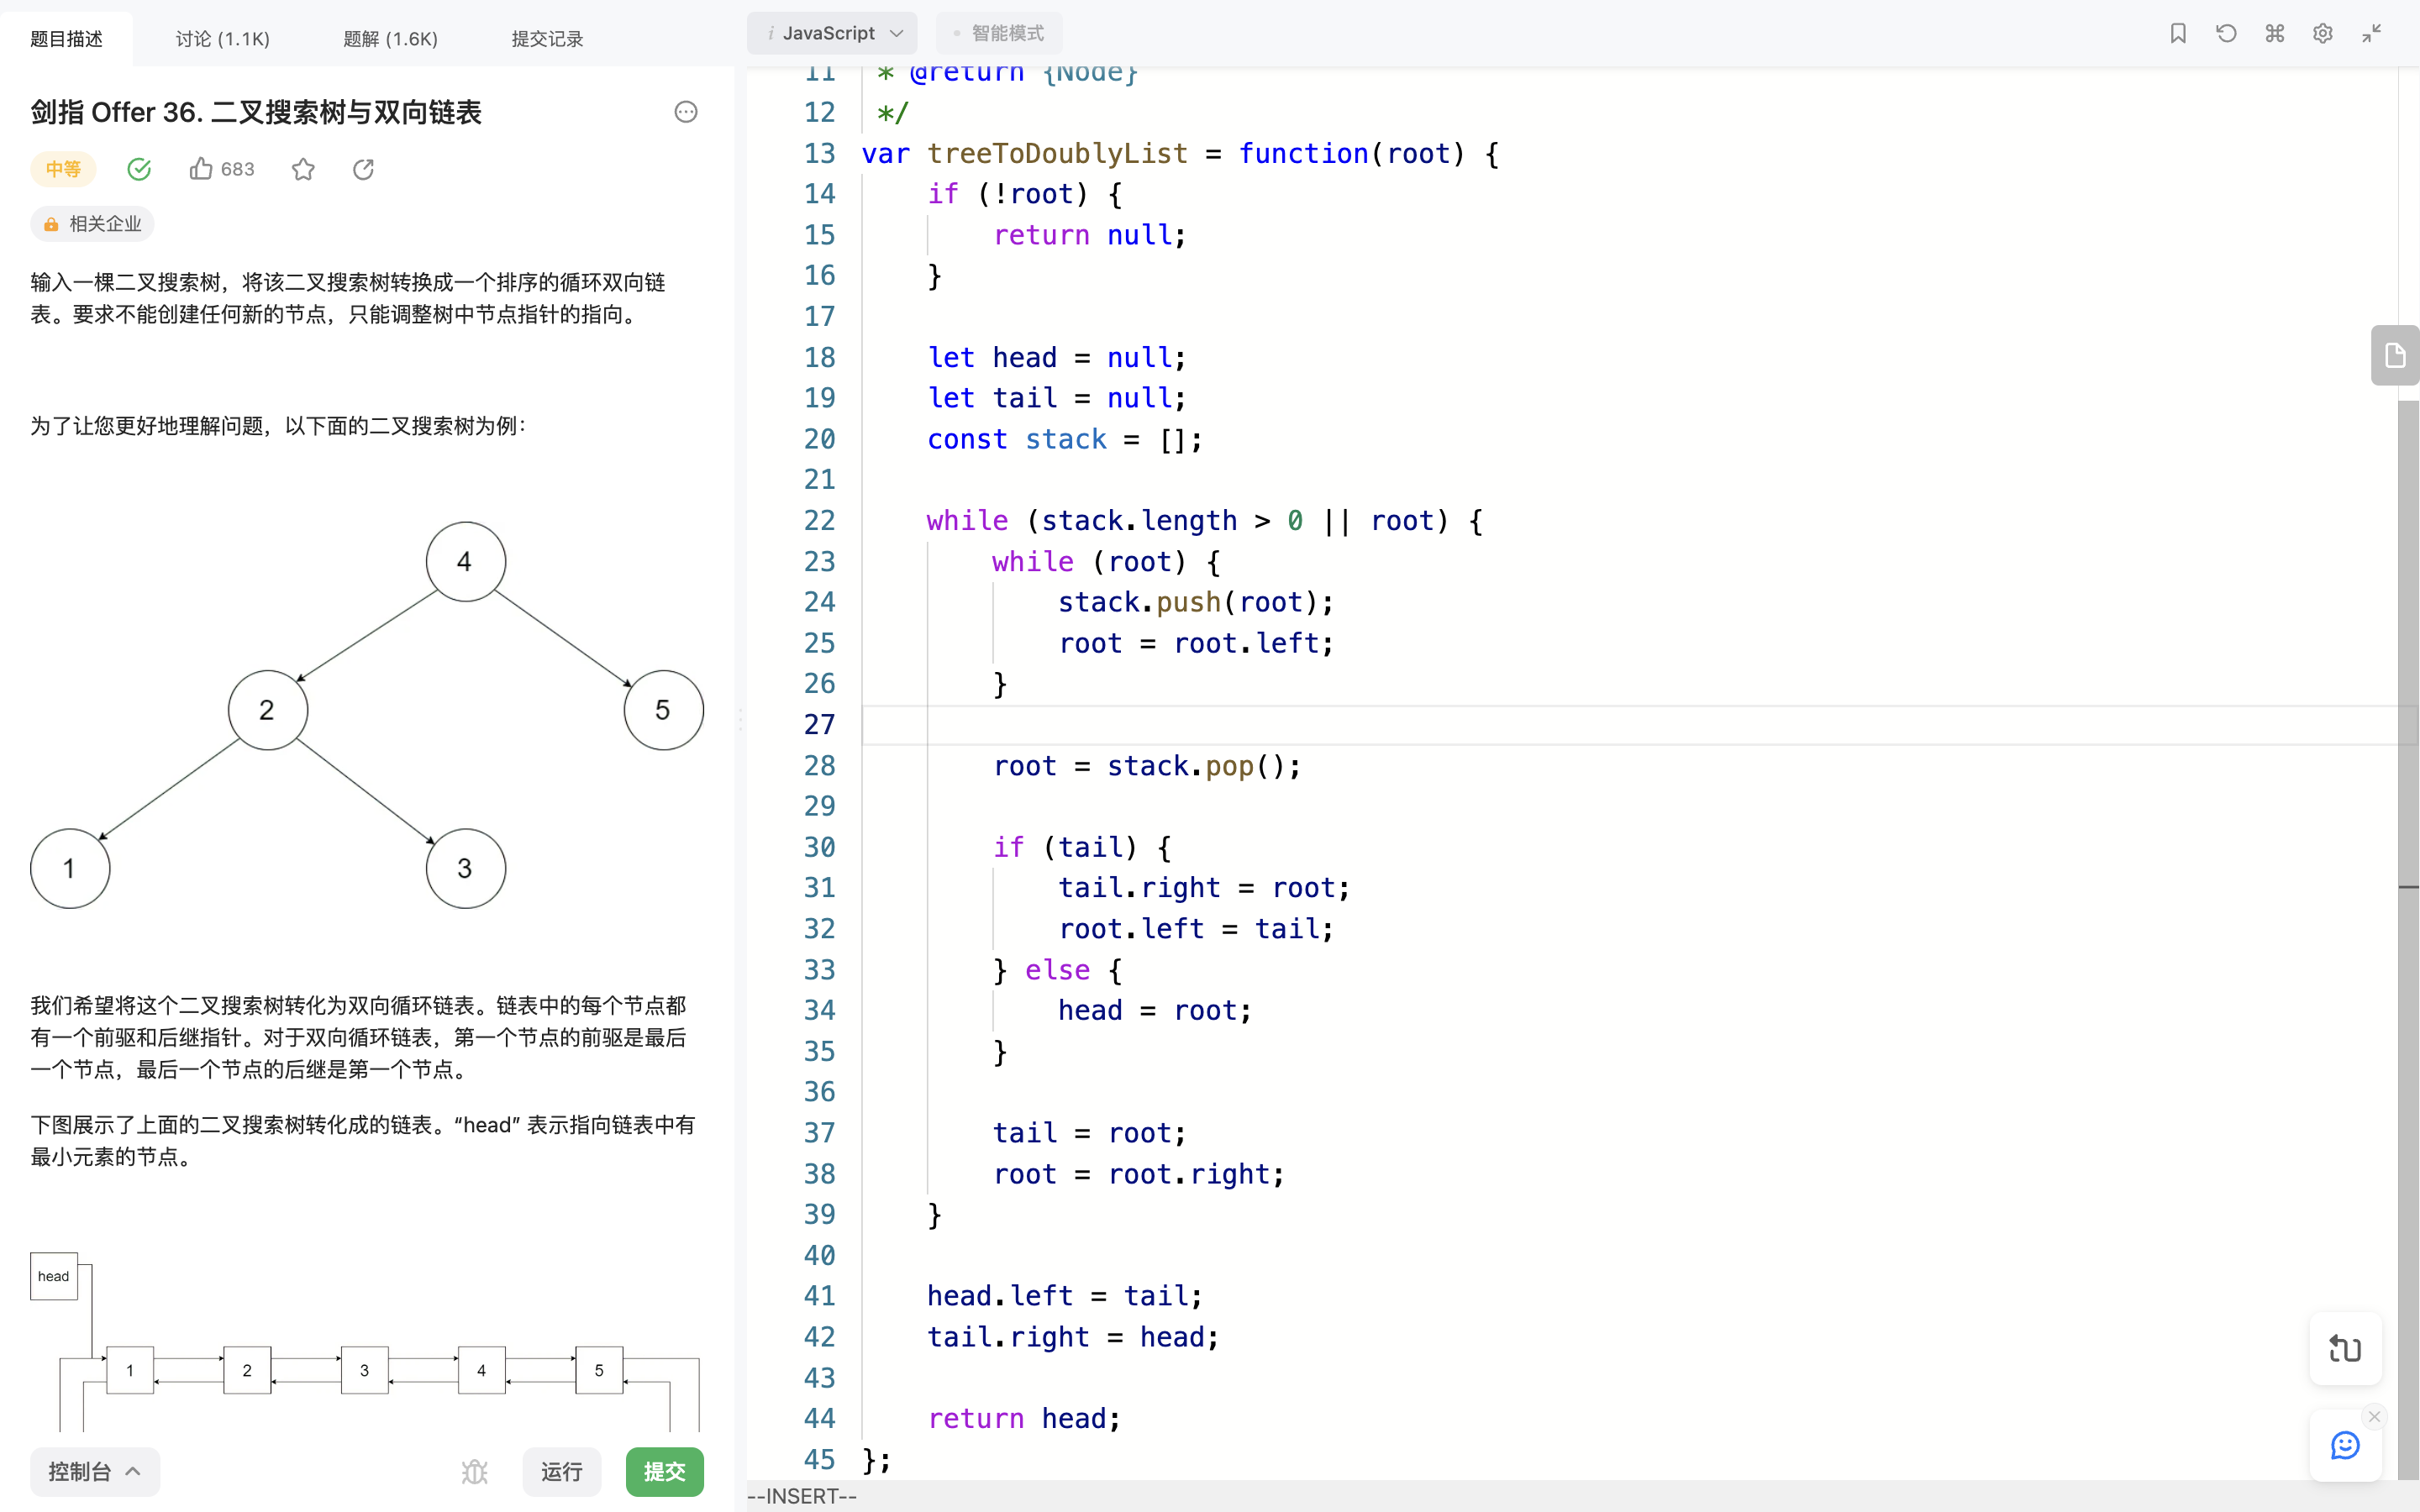 题目描述
讨论 (1.1K)
题解 (1.6K)
提交记录
剑指 Offer 36. 二叉搜索树与双向链表
中等
683
相关企业
输入一棵二叉搜索树，将该二叉搜索树转换成一个排序的循环双向链
表。要求不能创建任何新的节点，只能调整树中节点指针的指向。
为了让您更好地理解问题，以下面的二叉搜索树为例：
4
2
5
1
3
我们希望将这个二叉搜索树转化为双向循环链表。链表中的每个节点都
有一个前驱和后继指针。对于双向循环链表，第一个节点的前驱是最后
一个节点，最后一个节点的后继是第一个节点。
下图展示了上面的二叉搜索树转化成的链表。“head” 表示指向链表中有
最小元素的节点。
head
1
2
3
4
5
控制台
运行
提交
i JavaScript
智能模式
11 * @return {Node}
12 */
13 var treeToDoublyList = function(root) {
14     if (!root) {
15         return null;
16     }
17
18     let head = null;
19     let tail = null;
20     const stack = [];
21
22     while (stack.length > 0 || root) {
23         while (root) {
24             stack.push(root);
25             root = root.left;
26         }
27
28         root = stack.pop();
29
30         if (tail) {
31             tail.right = root;
32             root.left = tail;
33         } else {
34             head = root;
35         }
36
37         tail = root;
38         root = root.right;
39     }
40
41     head.left = tail;
42     tail.right = head;
43
44     return head;
45 };
--INSERT--